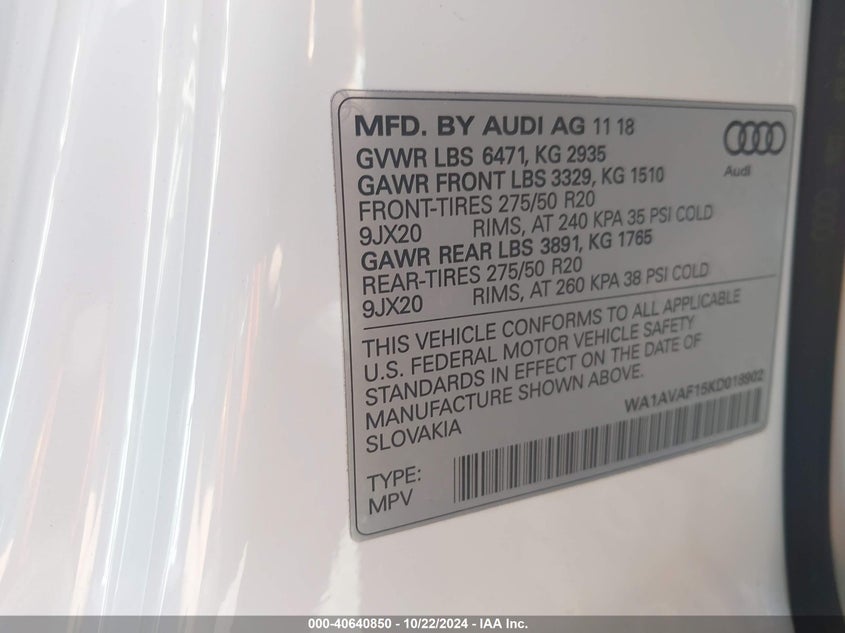 MFD. BY AUDI AG 11 18
GVWR LBS 6471, KG 2935
GAWR FRONT LBS 3329, KG 1510
FRONT-TIRES 275/50 R20
9JX20 RIMS, AT 240 KPA 35 PSI COLD
GAWR REAR LBS 3891, KG 1765
REAR-TIRES 275/50 R20
9JX20 RIMS, AT 260 KPA 38 PSI COLD
Audi
THIS VEHICLE CONFORMS TO ALL APPLICABLE
U.S. FEDERAL MOTOR VEHICLE SAFETY
STANDARDS IN EFFECT ON THE DATE OF
MANUFACTURE SHOWN ABOVE.
SLOVAKIA
WA1AVAF15KD018902
TYPE:
MPV
000-40640850 - 10/22/2024 - IAA Inc.